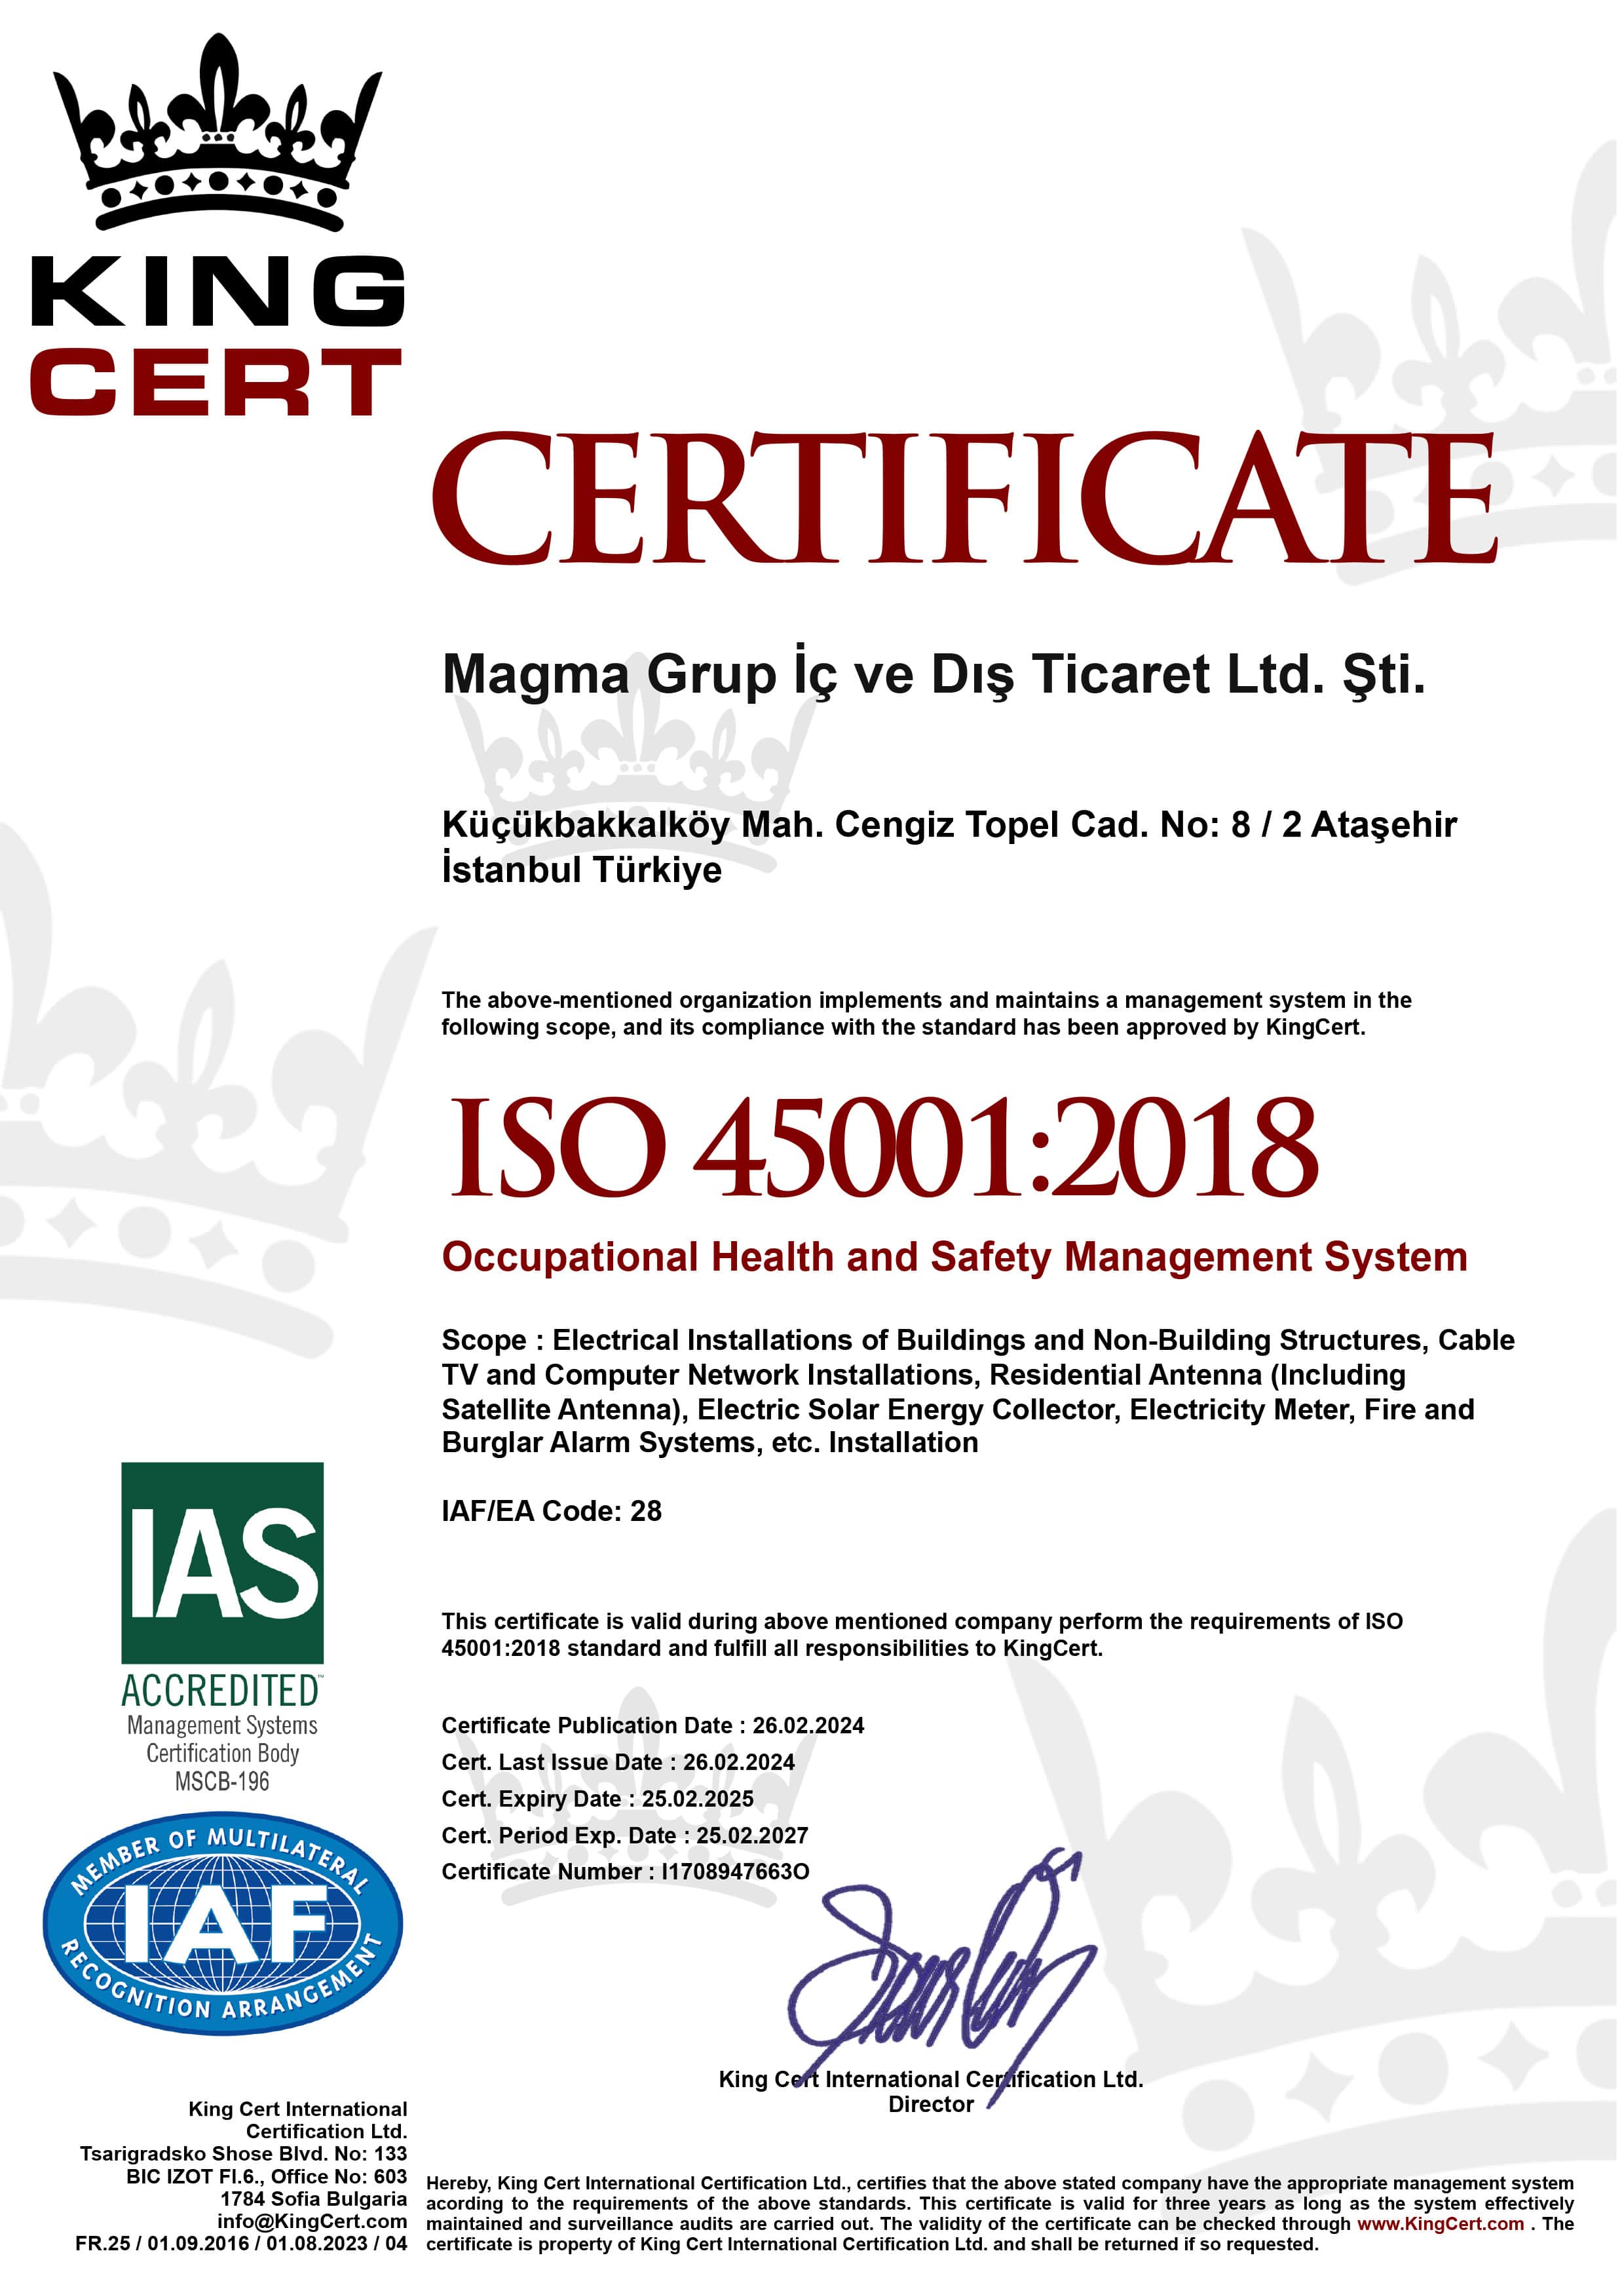 KING
CERT
CERTIFICATE
Magma Grup İç ve Dış Ticaret Ltd. Şti.
Küçükbakkalköy Mah. Cengiz Topel Cad. No: 8 / 2 Ataşehir
İstanbul Türkiye
The above-mentioned organization implements and maintains a management system in the
following scope, and its compliance with the standard has been approved by KingCert.
ISO 45001:2018
Occupational Health and Safety Management System
Scope : Electrical Installations of Buildings and Non-Building Structures, Cable
TV and Computer Network Installations, Residential Antenna (Including
Satellite Antenna), Electric Solar Energy Collector, Electricity Meter, Fire and
Burglar Alarm Systems, etc. Installation
IAF/EA Code: 28
This certificate is valid during above mentioned company perform the requirements of ISO
45001:2018 standard and fulfill all responsibilities to KingCert.
Certificate Publication Date : 26.02.2024
Cert. Last Issue Date : 26.02.2024
Cert. Expiry Date : 25.02.2025
Cert. Period Exp. Date : 25.02.2027
Certificate Number : I1708947663O
IAS
ACCREDITED™
Management Systems
Certification Body
MSCB-196
MEMBER OF MULTILATERAL
IAF
RECOGNITION ARRANGEMENT
King Cert International Certification Ltd.
Director
King Cert International
Certification Ltd.
Tsarigradsko Shose Blvd. No: 133
BIC IZOT Fl.6., Office No: 603
1784 Sofia Bulgaria
info@KingCert.com
FR.25 / 01.09.2016 / 01.08.2023 / 04
Hereby, King Cert International Certification Ltd., certifies that the above stated company have the appropriate management system
acording to the requirements of the above standards. This certificate is valid for three years as long as the system effectively
maintained and surveillance audits are carried out. The validity of the certificate can be checked through www.KingCert.com . The
certificate is property of King Cert International Certification Ltd. and shall be returned if so requested.